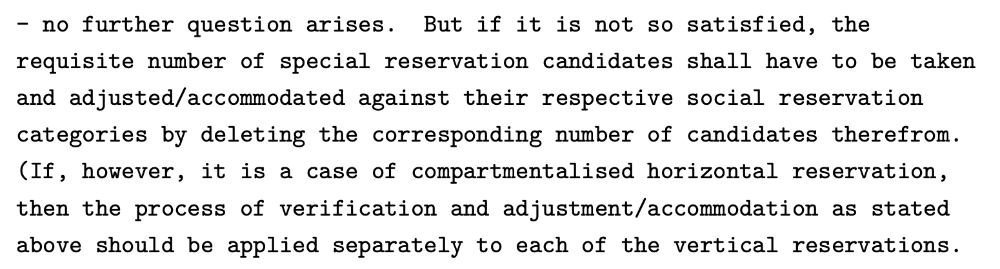 - no further question arises.  But if it is not so satisfied, the
requisite number of special reservation candidates shall have to be taken
and adjusted/accommodated against their respective social reservation
categories by deleting the corresponding number of candidates therefrom.
(If, however, it is a case of compartmentalised horizontal reservation,
then the process of verification and adjustment/accommodation as stated
above should be applied separately to each of the vertical reservations.